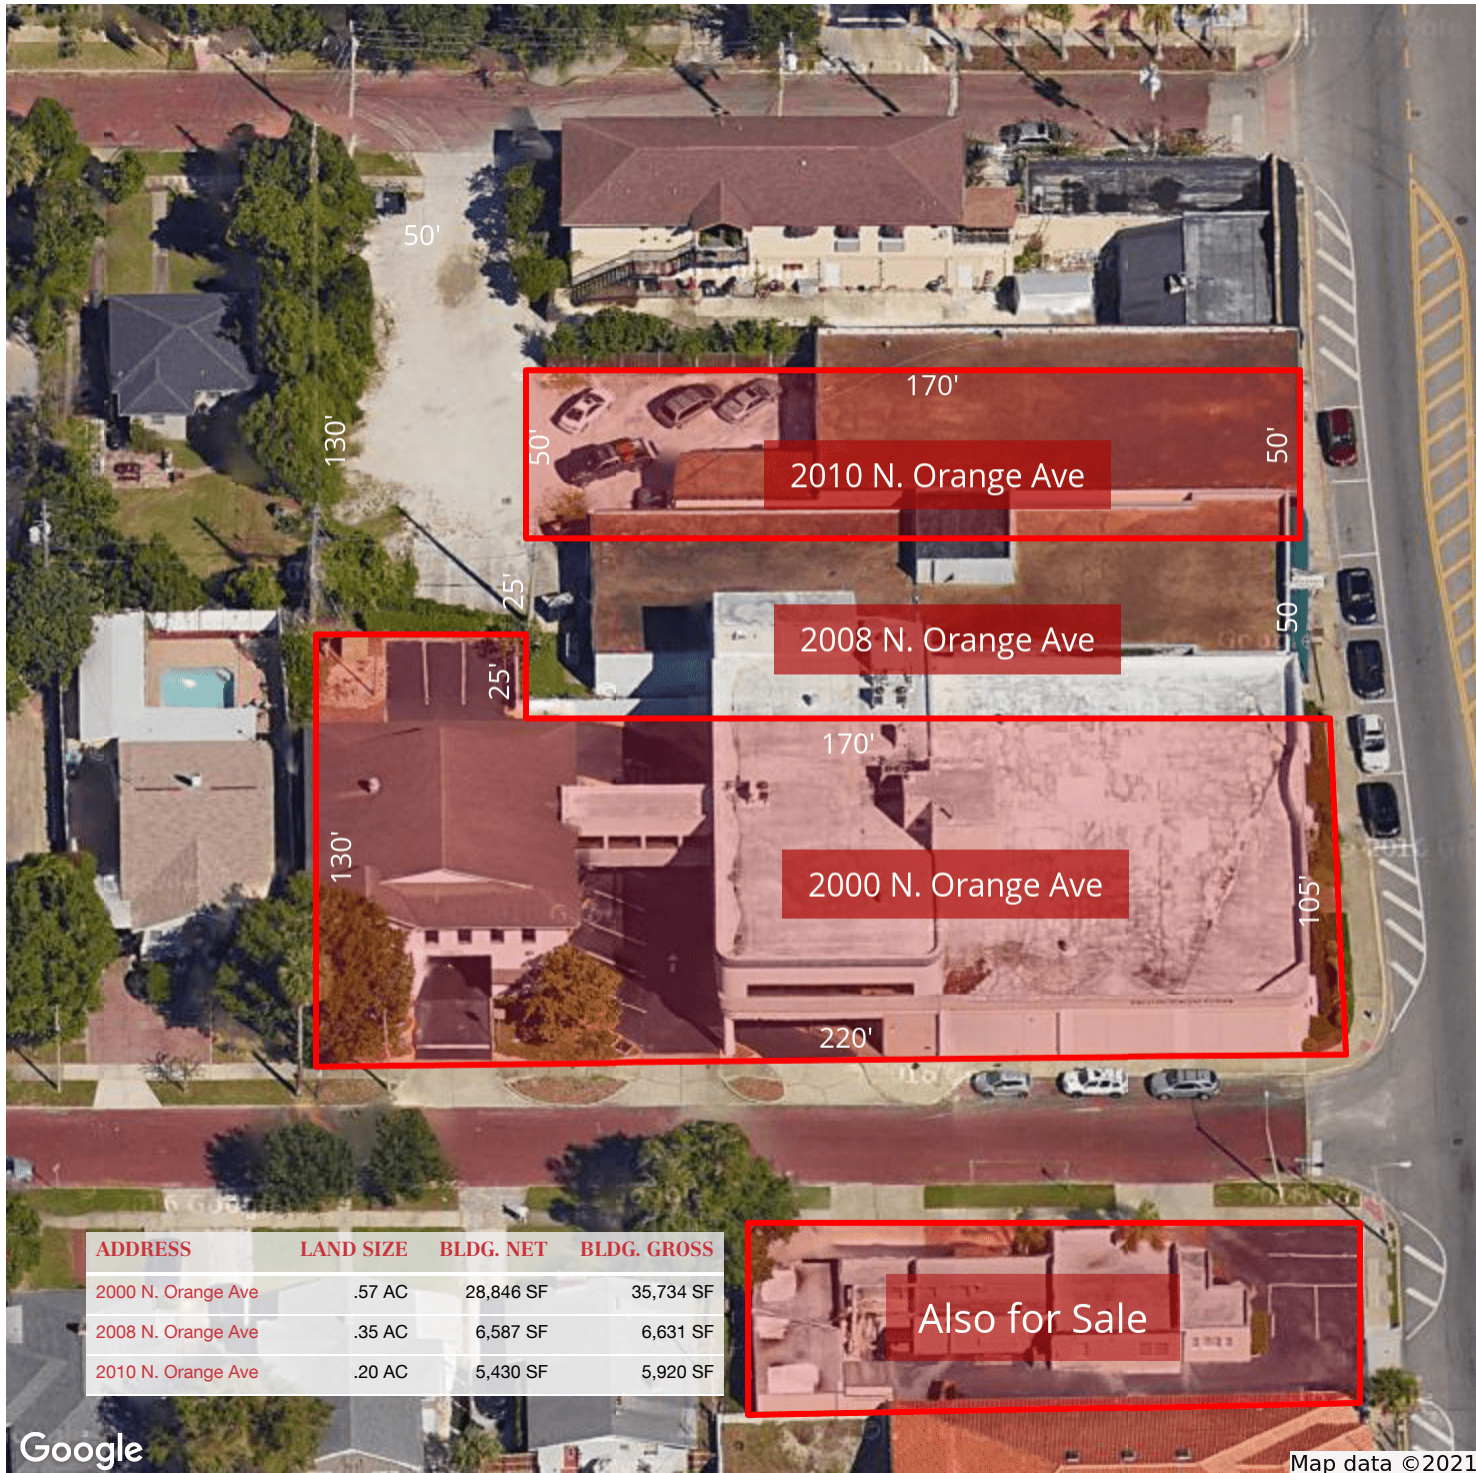 50'
170'
130'
50'
50'
2010 N. Orange Ave
25'
50
2008 N. Orange Ave
25'
170'
130'
2000 N. Orange Ave
105'
220'
ADDRESS LAND SIZE BLDG. NET BLDG. GROSS
2000 N. Orange Ave .57 AC 28,846 SF 35,734 SF
2008 N. Orange Ave .35 AC 6,587 SF 6,631 SF
2010 N. Orange Ave .20 AC 5,430 SF 5,920 SF
Also for Sale
Google
Map data ©2021